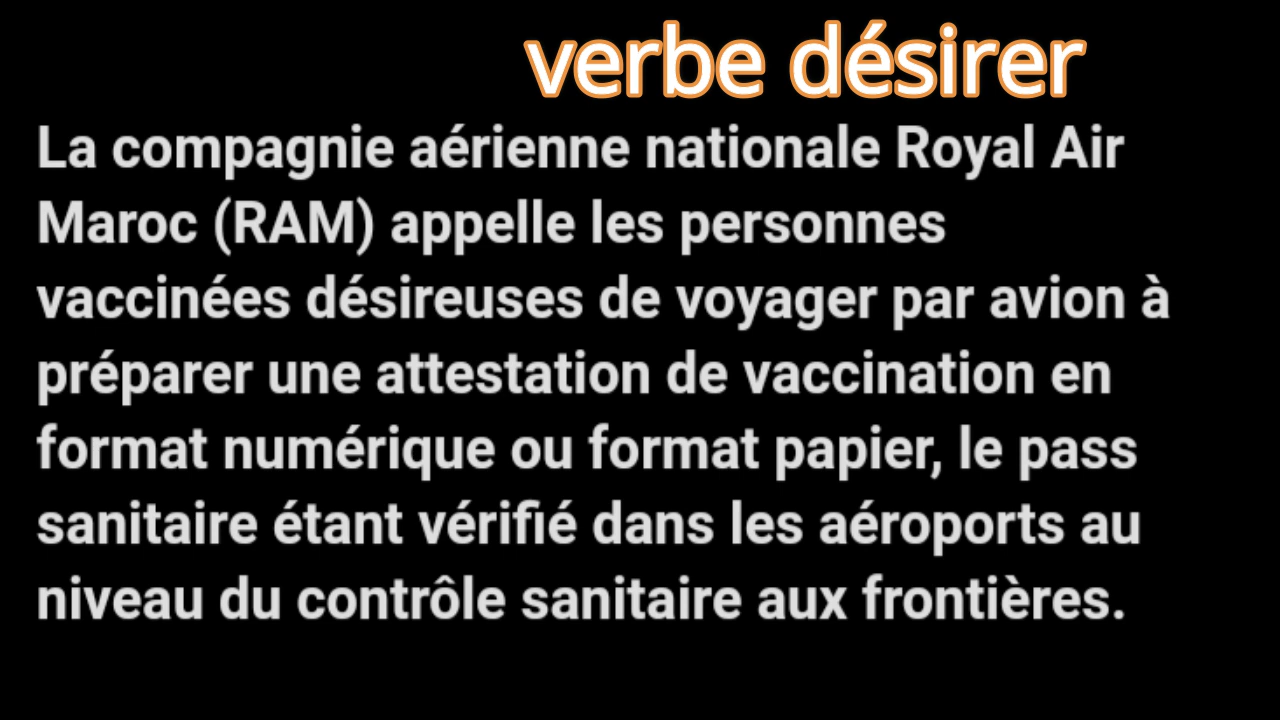 verbe désirer
La compagnie aérienne nationale Royal Air
Maroc (RAM) appelle les personnes
vaccinées désireuses de voyager par avion à
préparer une attestation de vaccination en
format numérique ou format papier, le pass
sanitaire étant vérifié dans les aéroports au
niveau du contrôle sanitaire aux frontières.